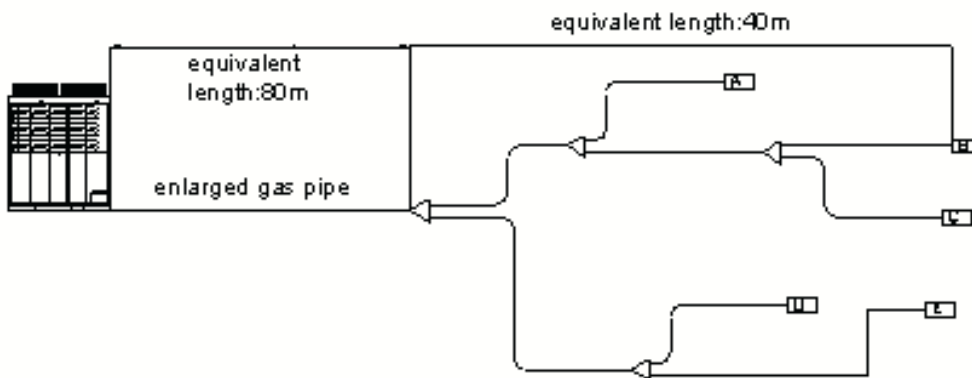 equivalent length:40m
equivalent
length:80m
A
enlarged gas pipe